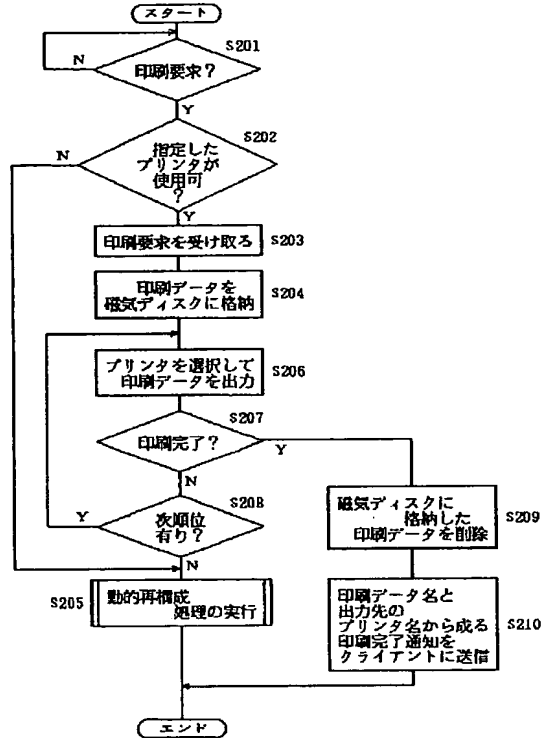 スタート
S201
印刷要求?
N
Y
S202
指定した
プリンタが
使用可
?
N
Y
印刷要求を受け取る
S203
印刷データを
磁気ディスクに格納
S204
プリンタを選択して
印刷データを出力
S206
S207
印刷完了?
Y
N
S208
次順位
有り?
Y
N
磁気ディスクに
格納した
印刷データを削除
S209
S205
動的再構成
処理の実行
印刷データ名と
出力先の
プリンタ名から成る
印刷完了通知を
クライアントに送信
S210
エンド